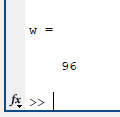 w =
96
fx >>